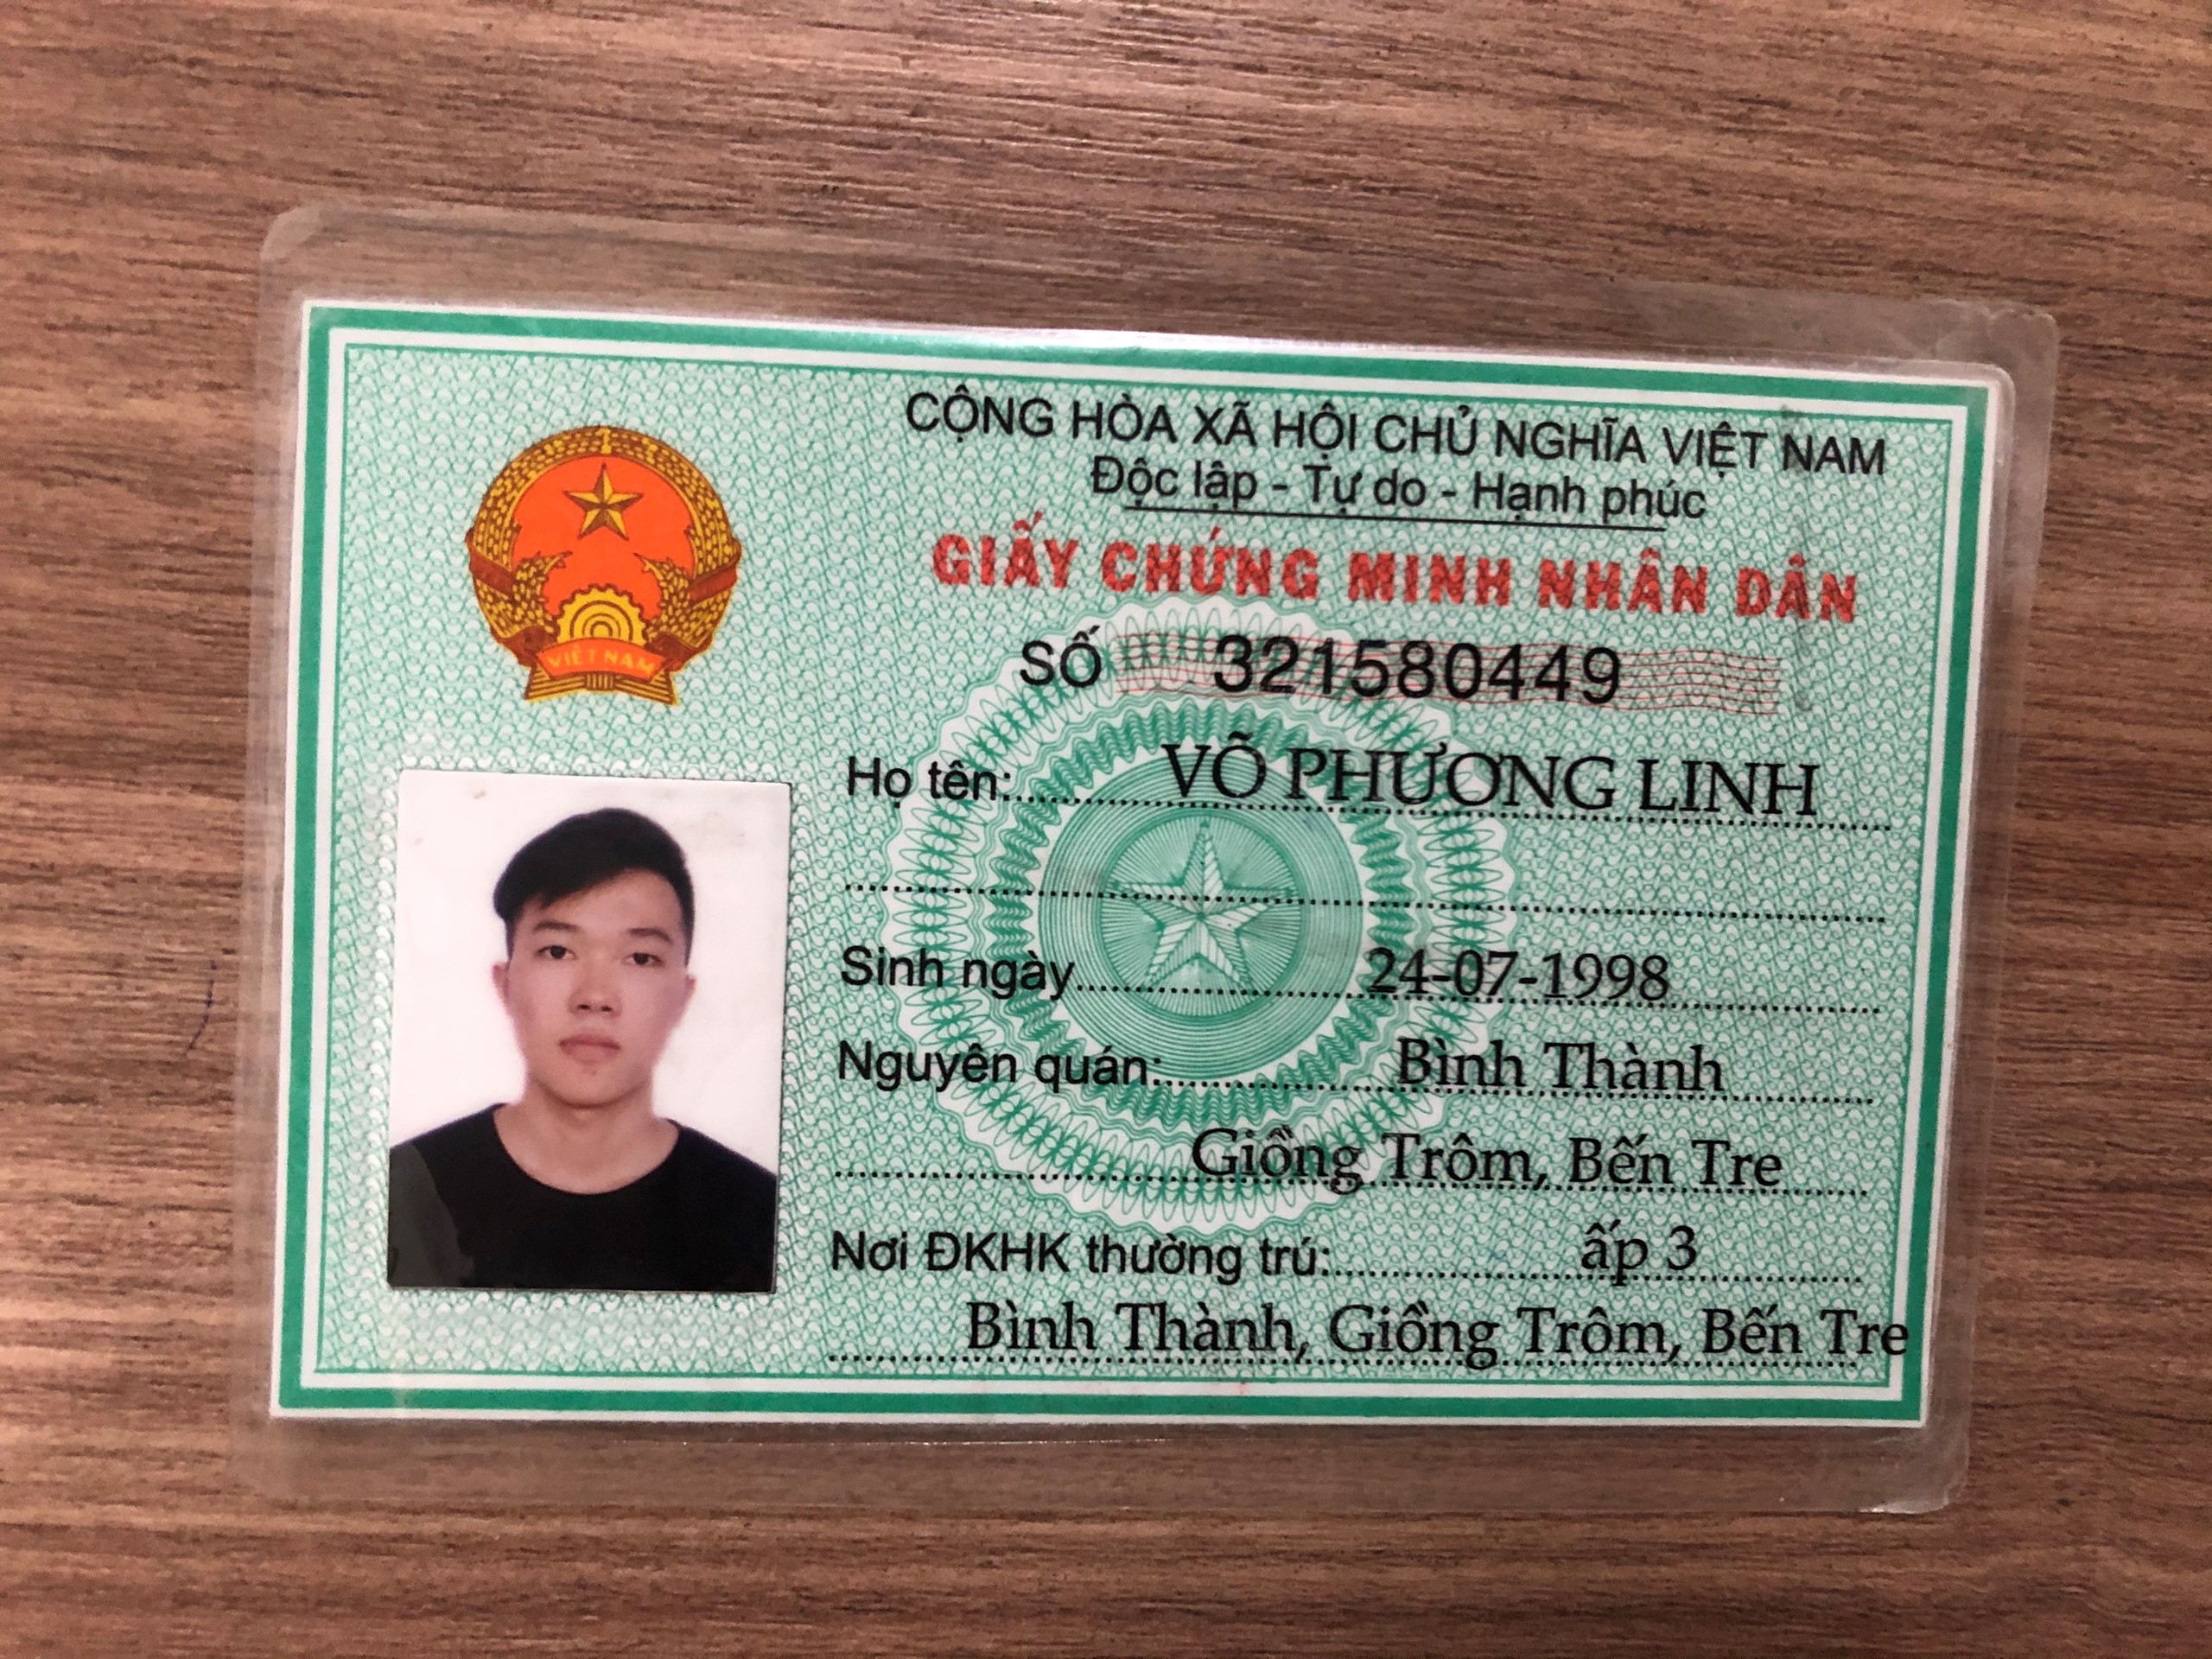 CỘNG HÒA XÃ HỘI CHỦ NGHĨA VIỆT NAM
Độc lập - Tự do - Hạnh phúc
GIẤY CHỨNG MINH NHÂN DÂN
SỐ 321580449
VIỆT NAM
Họ tên: VÕ PHƯƠNG LINH
Sinh ngày 24-07-1998
Nguyên quán: Bình Thành
Giồng Trôm, Bến Tre
Nơi ĐKHK thường trú: ấp 3
Bình Thành, Giồng Trôm, Bến Tre